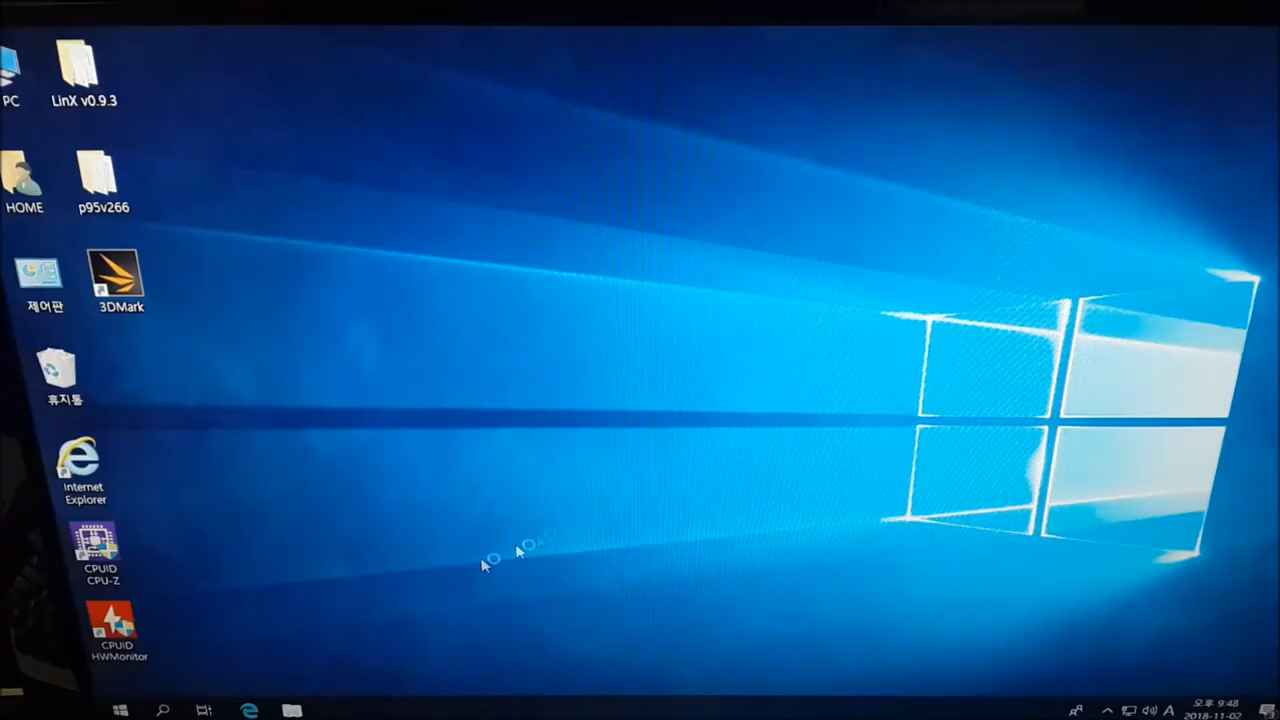 PC
LinX v0.9.3
HOME
p95v266
제어판
3DMark
휴지통
Internet
Explorer
CPUID
CPU-Z
CPUID
HWMonitor
A
오후 9:48
2018-11-02